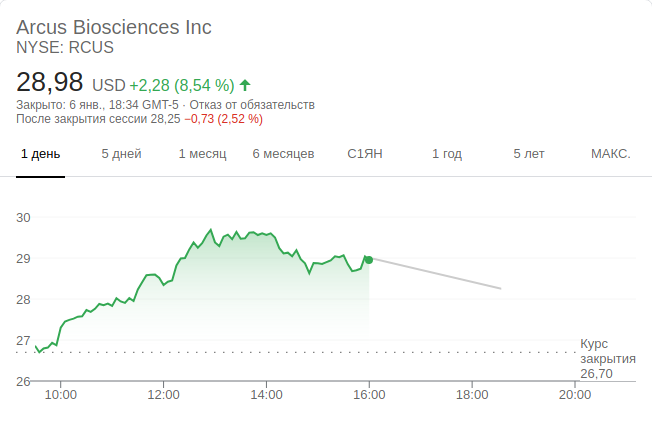 Arcus Biosciences Inc
NYSE: RCUS
28,98 USD +2,28 (8,54 %)
Закрыто: 6 янв., 18:34 GMT-5 · Отказ от обязательств
После закрытия сессии 28,25 −0,73 (2,52 %)
1 день 5 дней 1 месяц 6 месяцев С1ЯН 1 год 5 лет МАКС.
30
29
28
27
Курс
закрытия
26,70
26
10:00 12:00 14:00 16:00 18:00 20:00